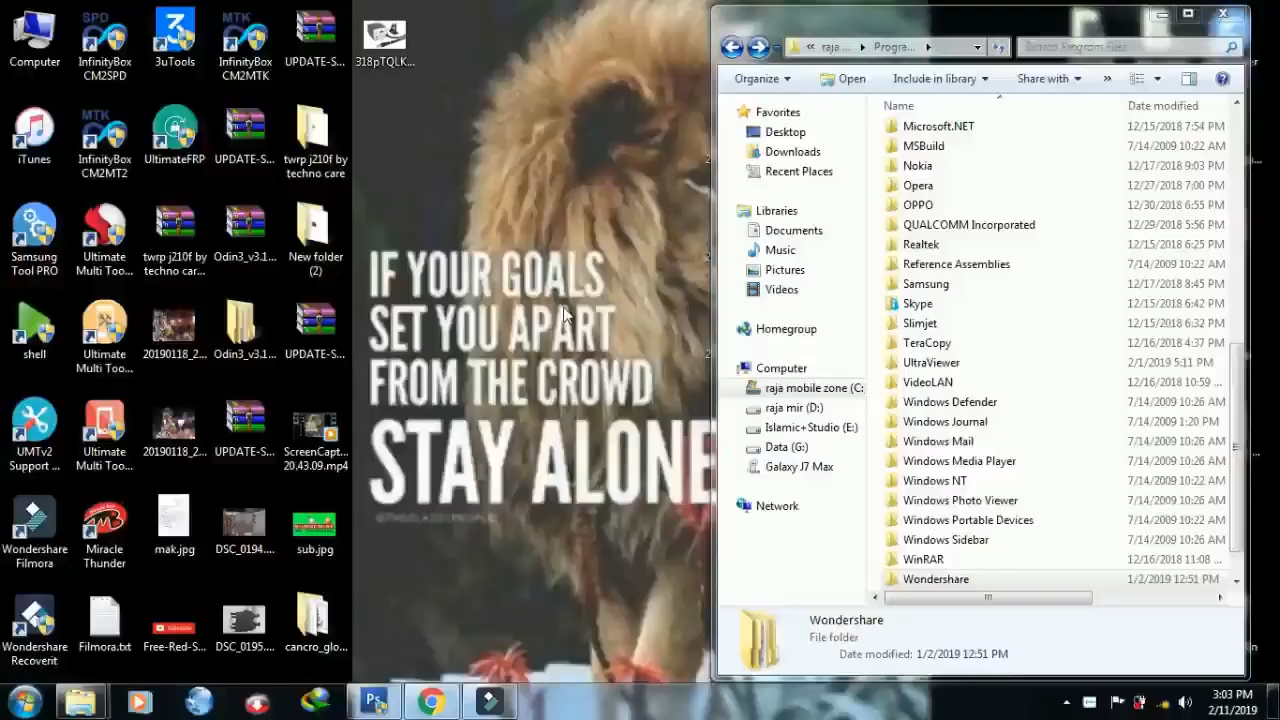 Computer
InfinityBox
CM2SPD
3uTools
InfinityBox
CM2MTK
UPDATE-S...
318pTQLK...
iTunes
InfinityBox
CM2MT2
UltimateFRP
UPDATE-S...
twrp j210f by
techno care
Samsung
Tool PRO
Ultimate
Multi Too...
twrp j210f by
techno car...
Odin3_v3.1...
New folder
(2)
shell
Ultimate
Multi Too...
20190118_2...
Odin3_v3.1...
UPDATE-S...
UMTv2
Support ...
Ultimate
Multi Too...
20190118_2...
UPDATE-S...
ScreenCapt...
20.43.09.mp4
Wondershare
Filmora
Miracle
Thunder
mak.jpg
DSC_0194....
sub.jpg
Wondershare
Recoverit
Filmora.txt
Free-Red-S...
DSC_0195....
cancro_glo...
SPD
MTK
MTK
IF YOUR GOALS
SET YOU APART
FROM THE CROWD
STAY ALONE
« raja ... Progra...
Search Program Files
Organize Open Include in library Share with »
Favorites
Desktop
Downloads
Recent Places
Libraries
Documents
Music
Pictures
Videos
Homegroup
Computer
raja mobile zone (C:
raja mir (D:)
Islamic+Studio (E:)
Data (G:)
Galaxy J7 Max
Network
Name Date modified
Microsoft.NET 12/15/2018 7:54 PM
MSBuild 7/14/2009 10:22 AM
Nokia 12/17/2018 9:03 PM
Opera 12/27/2018 7:00 PM
OPPO 12/30/2018 6:55 PM
QUALCOMM Incorporated 12/29/2018 5:56 PM
Realtek 12/15/2018 6:25 PM
Reference Assemblies 7/14/2009 10:22 AM
Samsung 12/17/2018 8:45 PM
Skype 12/15/2018 6:42 PM
Slimjet 12/15/2018 6:32 PM
TeraCopy 12/16/2018 4:37 PM
UltraViewer 2/1/2019 5:11 PM
VideoLAN 12/16/2018 10:59 ...
Windows Defender 7/14/2009 10:26 AM
Windows Journal 7/14/2009 1:20 PM
Windows Mail 7/14/2009 10:26 AM
Windows Media Player 7/14/2009 10:26 AM
Windows NT 7/14/2009 10:22 AM
Windows Photo Viewer 7/14/2009 10:26 AM
Windows Portable Devices 7/14/2009 10:22 AM
Windows Sidebar 7/14/2009 10:26 AM
WinRAR 12/16/2018 11:08 ...
Wondershare 1/2/2019 12:51 PM
Wondershare
File folder
Date modified: 1/2/2019 12:51 PM
3:03 PM
2/11/2019